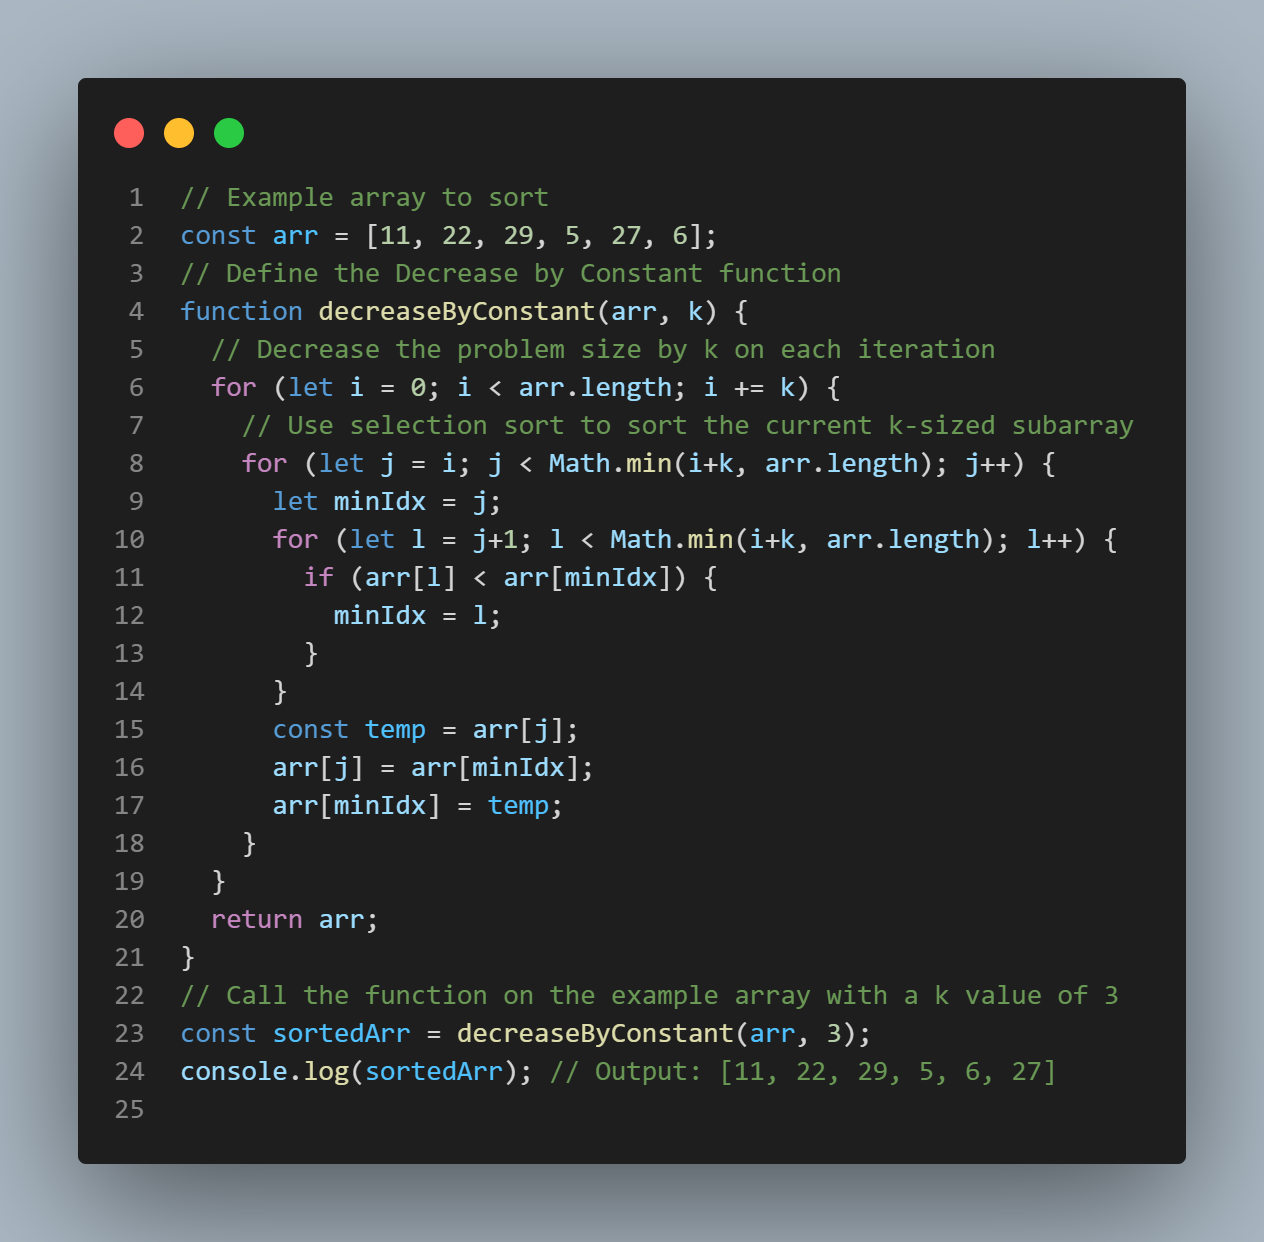 1 // Example array to sort
2 const arr = [11, 22, 29, 5, 27, 6];
3 // Define the Decrease by Constant function
4 function decreaseByConstant(arr, k) {
5   // Decrease the problem size by k on each iteration
6   for (let i = 0; i < arr.length; i += k) {
7     // Use selection sort to sort the current k-sized subarray
8     for (let j = i; j < Math.min(i+k, arr.length); j++) {
9       let minIdx = j;
10       for (let l = j+1; l < Math.min(i+k, arr.length); l++) {
11         if (arr[l] < arr[minIdx]) {
12           minIdx = l;
13         }
14       }
15       const temp = arr[j];
16       arr[j] = arr[minIdx];
17       arr[minIdx] = temp;
18     }
19   }
20   return arr;
21 }
22 // Call the function on the example array with a k value of 3
23 const sortedArr = decreaseByConstant(arr, 3);
24 console.log(sortedArr); // Output: [11, 22, 29, 5, 6, 27]
25